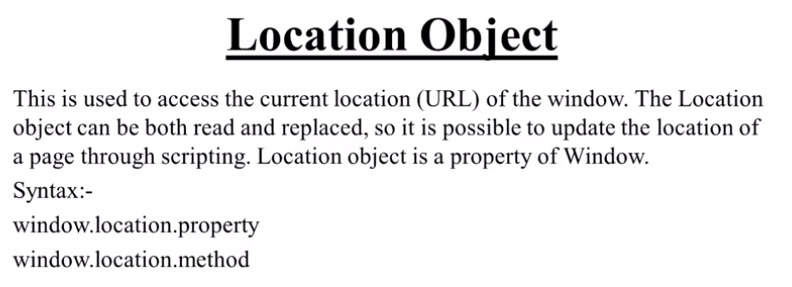 Location Object
This is used to access the current location (URL) of the window. The Location
object can be both read and replaced, so it is possible to update the location of
a page through scripting. Location object is a property of Window.
Syntax:-
window.location.property
window.location.method